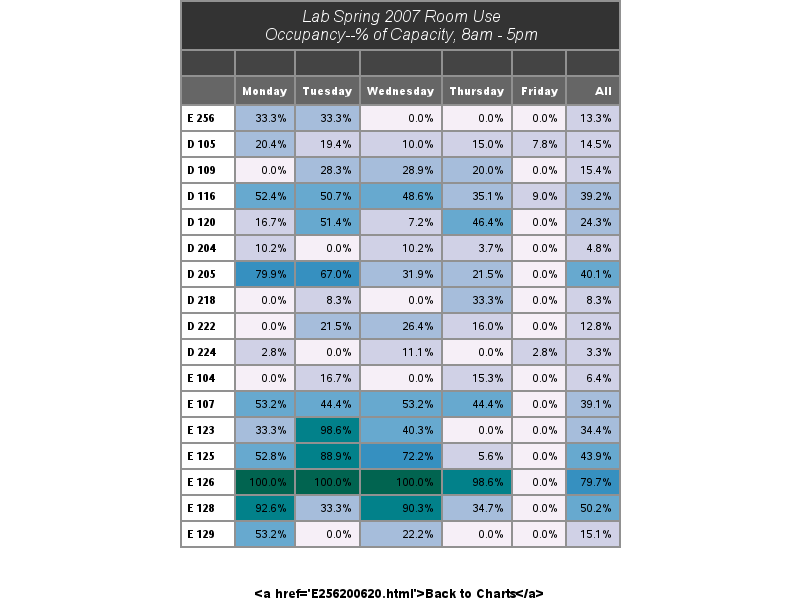 Lab Spring 2007 Room Use
Occupancy--% of Capacity, 8am - 5pm
Monday Tuesday Wednesday Thursday Friday All
E 256 33.3% 33.3% 0.0% 0.0% 0.0% 13.3%
D 105 20.4% 19.4% 10.0% 15.0% 7.8% 14.5%
D 109 0.0% 28.3% 28.9% 20.0% 0.0% 15.4%
D 116 52.4% 50.7% 48.6% 35.1% 9.0% 39.2%
D 120 16.7% 51.4% 7.2% 46.4% 0.0% 24.3%
D 204 10.2% 0.0% 10.2% 3.7% 0.0% 4.8%
D 205 79.9% 67.0% 31.9% 21.5% 0.0% 40.1%
D 218 0.0% 8.3% 0.0% 33.3% 0.0% 8.3%
D 222 0.0% 21.5% 26.4% 16.0% 0.0% 12.8%
D 224 2.8% 0.0% 11.1% 0.0% 2.8% 3.3%
E 104 0.0% 16.7% 0.0% 15.3% 0.0% 6.4%
E 107 53.2% 44.4% 53.2% 44.4% 0.0% 39.1%
E 123 33.3% 98.6% 40.3% 0.0% 0.0% 34.4%
E 125 52.8% 88.9% 72.2% 5.6% 0.0% 43.9%
E 126 100.0% 100.0% 100.0% 98.6% 0.0% 79.7%
E 128 92.6% 33.3% 90.3% 34.7% 0.0% 50.2%
E 129 53.2% 0.0% 22.2% 0.0% 0.0% 15.1%
<a href='E256200620.html'>Back to Charts</a>